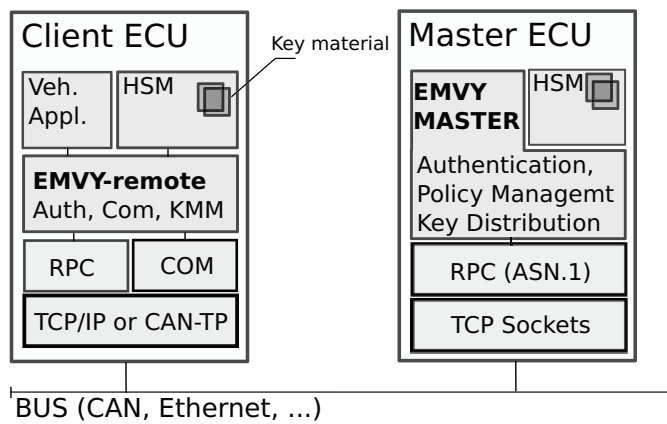 Client ECU
Key material
Veh.
Appl.
HSM
EMVY-remote
Auth, Com, KMM
RPC
COM
TCP/IP or CAN-TP
Master ECU
EMVY
MASTER
HSM
Authentication,
Policy Managemt
Key Distribution
RPC (ASN.1)
TCP Sockets
BUS (CAN, Ethernet, ...)